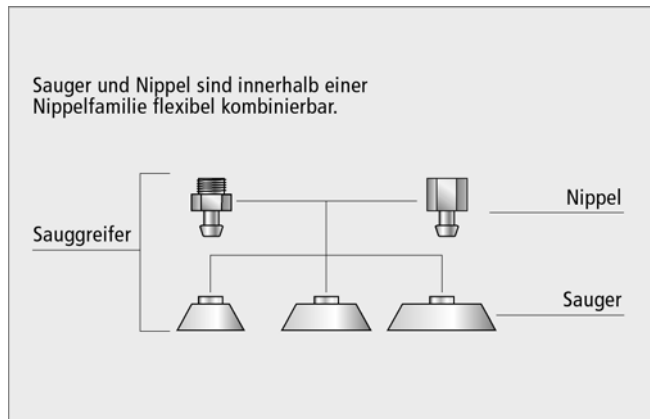 Sauger und Nippel sind innerhalb einer
Nippelfamilie flexibel kombinierbar.
Nippel
Sauggreifer
Sauger